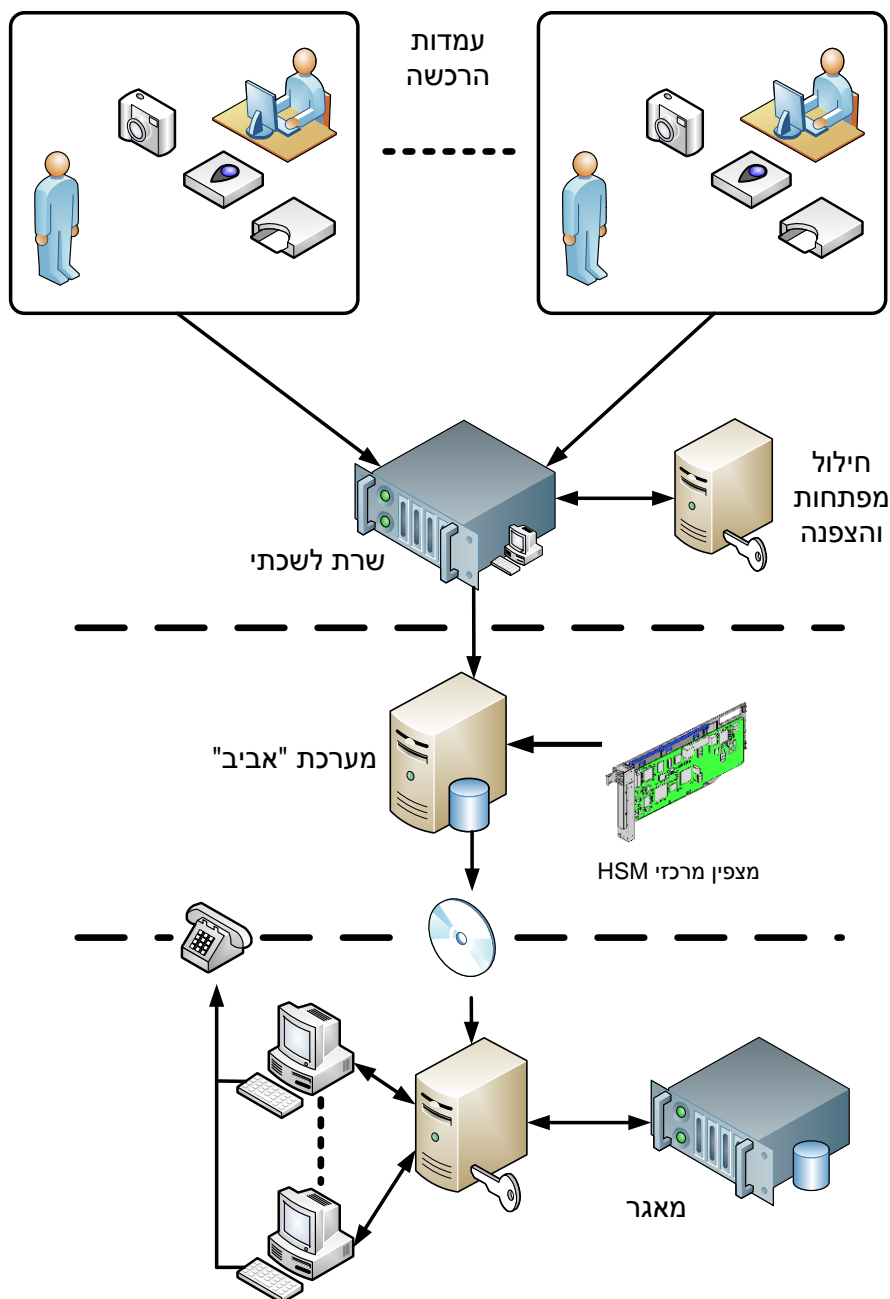 עמדות
הרכשה
חילול
מפתחות
והצפנה
שרת לשכתי
מערכת "אביב"
מצפין מרכזי HSM
מאגר